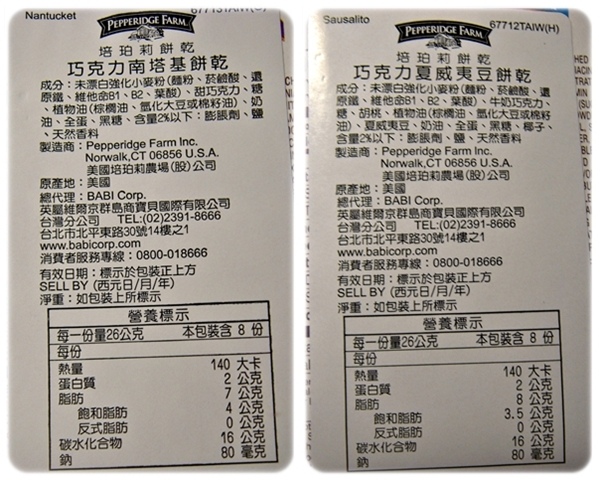 Nantucket
PEPPERIDGE FARM
培珀莉餅乾
巧克力南塔基餅乾
成分：未漂白強化小麥粉(麵粉、菸鹼酸、還
原鐵、維他命B1、B2、葉酸)、甜巧克力、糖
、植物油(棕櫚油、氫化大豆或棉籽油)、奶
油、全蛋、黑糖、含量2%以下：膨脹劑、鹽
、天然香料
製造商：Pepperidge Farm Inc.
Norwalk,CT 06856 U.S.A.
美國培珀莉農場(股)公司
原產地：美國
總代理：BABI Corp.
英屬維爾京群島商寶貝國際有限公司
台灣分公司 TEL:(02)2391-8666
台北市北平東路30號14樓之1
www.babicorp.com
消費者服務專線：0800-018666
有效日期：標示於包裝正上方
SELL BY (西元日/月/年)
淨重：如包裝上所標示
營養標示
每一份量26公克 本包裝含 8 份
每份
熱量 140 大卡
蛋白質 2 公克
脂肪 7 公克
飽和脂肪 4 公克
反式脂肪 0 公克
碳水化合物 16 公克
鈉 80 毫克
Sausalito
67712TAIW(H)
PEPPERIDGE FARM
培珀莉餅乾
巧克力夏威夷豆餅乾
成分：未漂白強化小麥粉(麵粉、菸鹼酸、還
原鐵、維他命B1、B2、葉酸)、牛奶巧克力、
糖、胡桃、植物油(棕櫚油、氫化大豆或棉籽
油)、夏威夷豆、奶油、全蛋、黑糖、椰子、
含量2%以下：膨脹劑、鹽、天然香料
製造商：Pepperidge Farm Inc.
Norwalk,CT 06856 U.S.A.
美國培珀莉農場(股)公司
原產地：美國
總代理：BABI Corp.
英屬維爾京群島商寶貝國際有限公司
台灣分公司 TEL:(02)2391-8666
台北市北平東路30號14樓之1
www.babicorp.com
消費者服務專線：0800-018666
有效日期：標示於包裝正上方
SELL BY (西元日/月/年)
淨重：如包裝上所標示
營養標示
每一份量26公克 本包裝含 8 份
每份
熱量 140 大卡
蛋白質 2 公克
脂肪 8 公克
飽和脂肪 3.5 公克
反式脂肪 0 公克
碳水化合物 16 公克
鈉 80 毫克